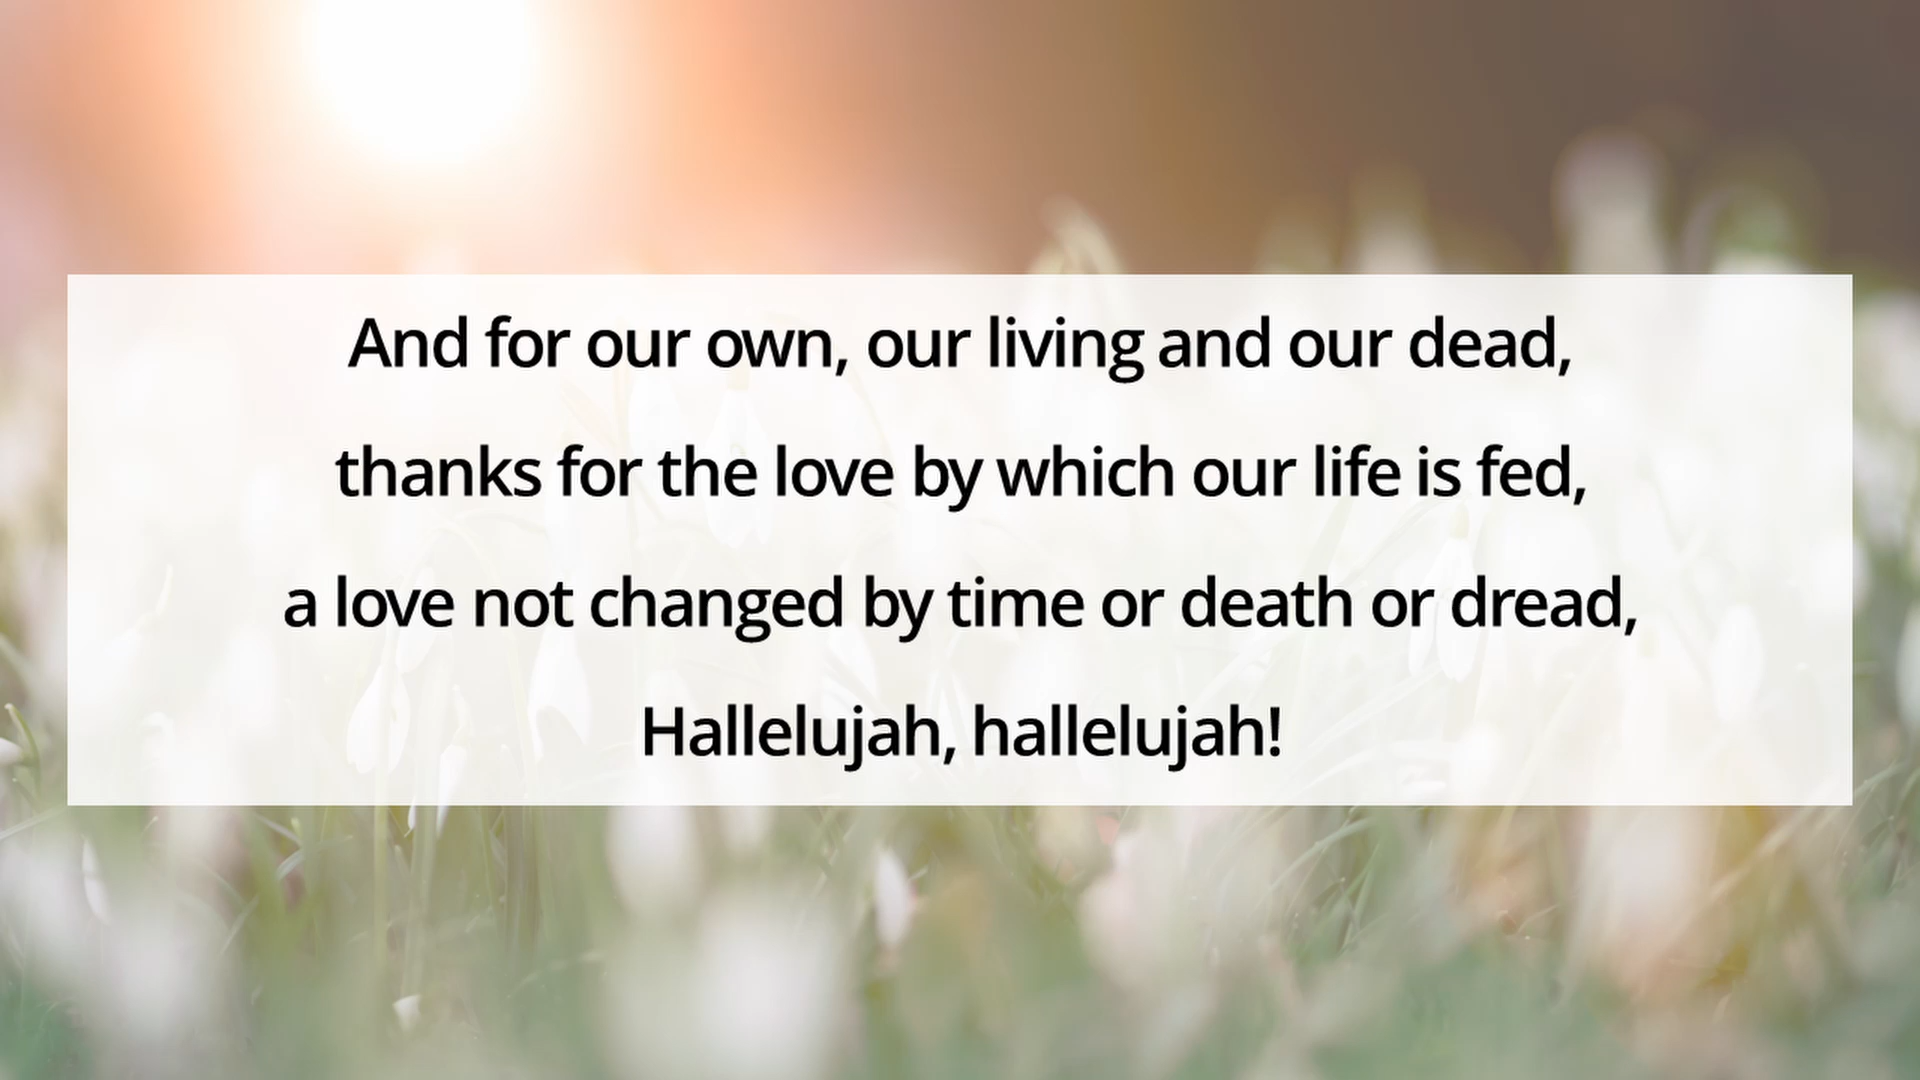 And for our own, our living and our dead,
thanks for the love by which our life is fed,
a love not changed by time or death or dread,
Hallelujah, hallelujah!